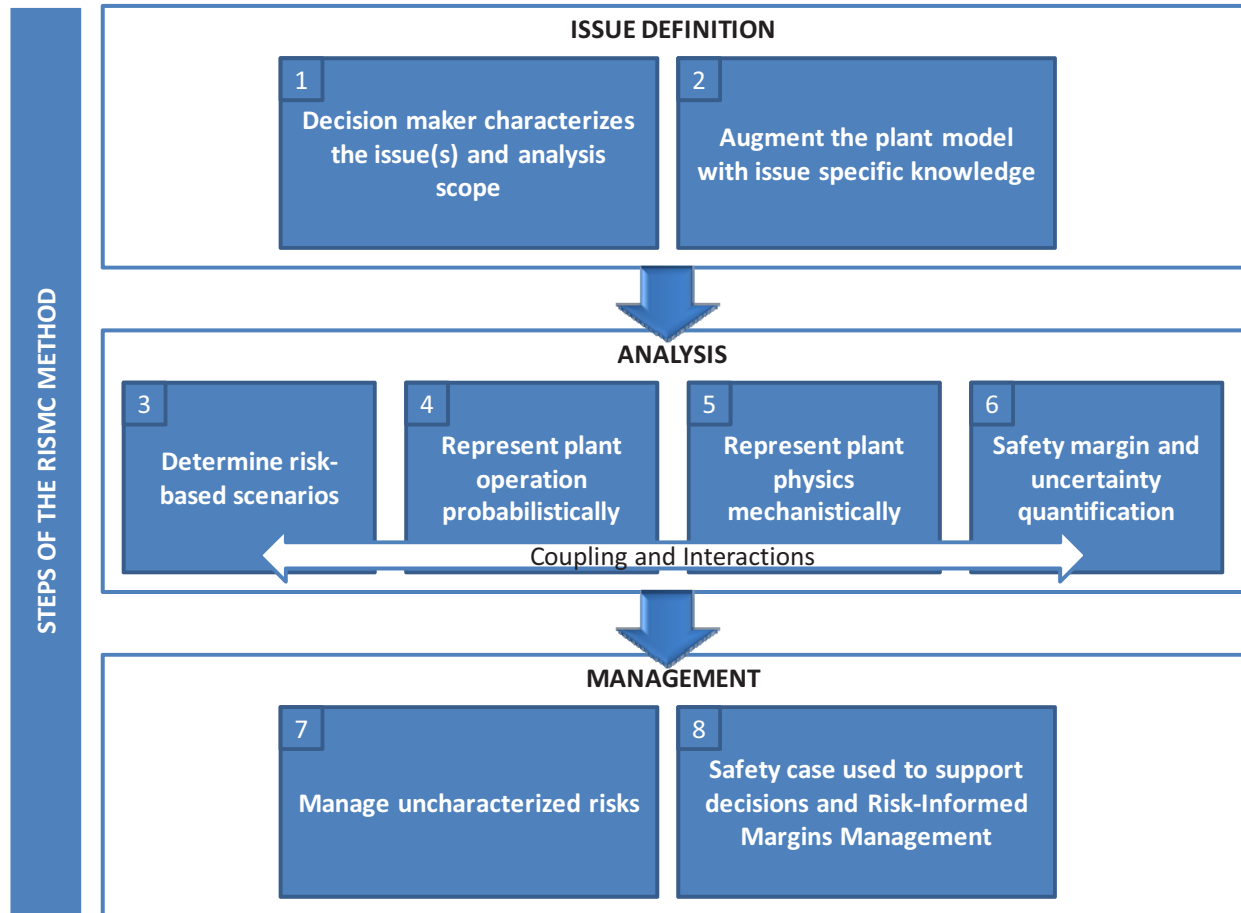 STEPS OF THE RISMC METHOD
ISSUE DEFINITION
1
Decision maker characterizes
the issue(s) and analysis
scope
2
Augment the plant model
with issue specific knowledge
ANALYSIS
3
Determine risk-
based scenarios
4
Represent plant
operation
probabilistically
5
Represent plant
physics
mechanistically
6
Safety margin and
uncertainty
quantification
Coupling and Interactions
MANAGEMENT
7
Manage uncharacterized risks
8
Safety case used to support
decisions and Risk-Informed
Margins Management